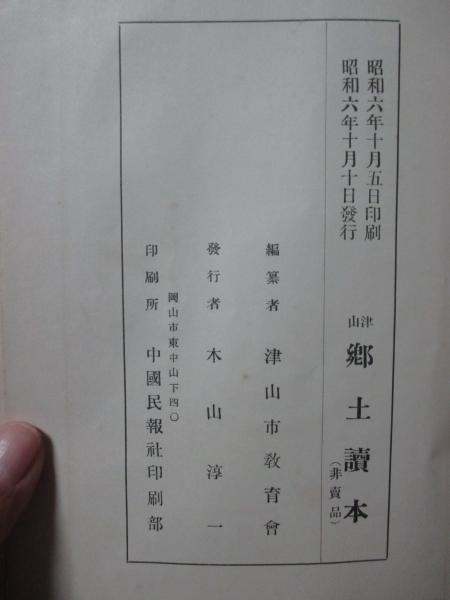 昭和六年十月五日印刷
昭和六年十月十日發行
津山
郷土讀本
（非賣品）
編纂者　津山市敎育會
發行者　木山淳一
岡山市東中山下四〇
印刷所　中國民報社印刷部